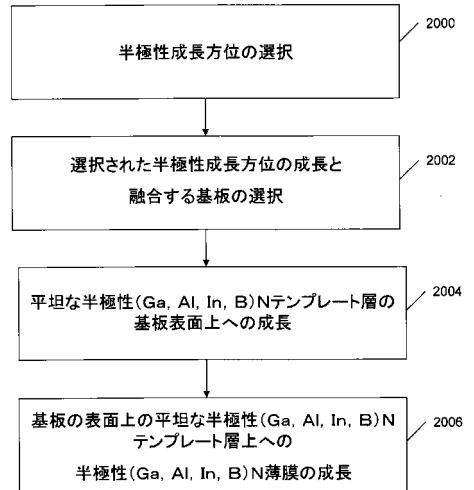 半極性成長方位の選択
2000
選択された半極性成長方位の成長と
融合する基板の選択
2002
平坦な半極性(Ga, Al, In, B)Nテンプレート層の
基板表面上への成長
2004
基板の表面上の平坦な半極性(Ga, Al, In, B)N
テンプレート層上への
半極性(Ga, Al, In, B)N薄膜の成長
2006